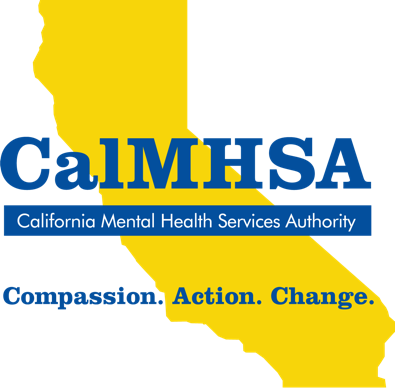 CalMHSA
California Mental Health Services Authority
Compassion. Action. Change.